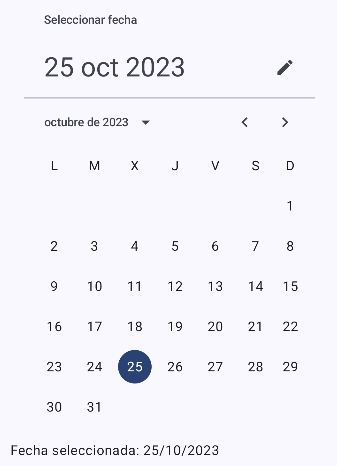 Seleccionar fecha
25 oct 2023
octubre de 2023
L M X J V S D
1
2 3 4 5 6 7 8
9 10 11 12 13 14 15
16 17 18 19 20 21 22
23 24 25 26 27 28 29
30 31
Fecha seleccionada: 25/10/2023